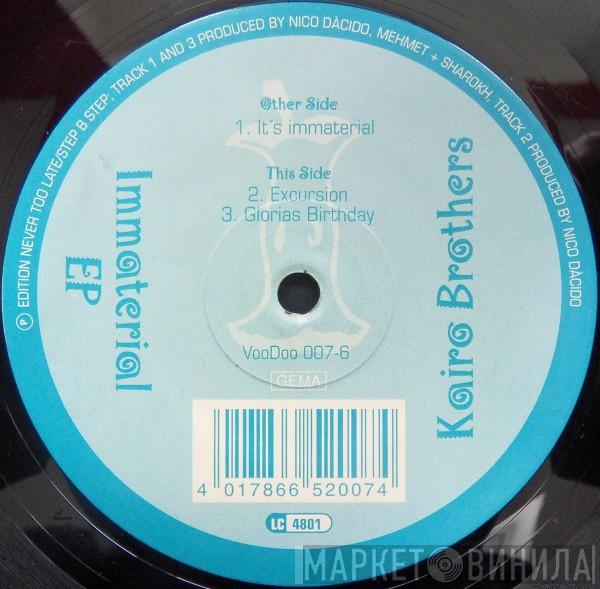 ℗ EDITION NEVER TOO LATE/STEP B STEP: TRACK 1 AND 3 PRODUCED BY NICO DÀCIDO, MEHMET + SHAROKH, TRACK 2 PRODUCED BY NICO DÀCIDO
Other Side
1. It's immaterial
This Side
2. Excursion
3. Glorias Birthday
Immaterial
EP
Kairo Brothers
VooDoo 007-6
GEMA
4 017866 520074
LC 4801
МАРКЕТ ВИНИЛА